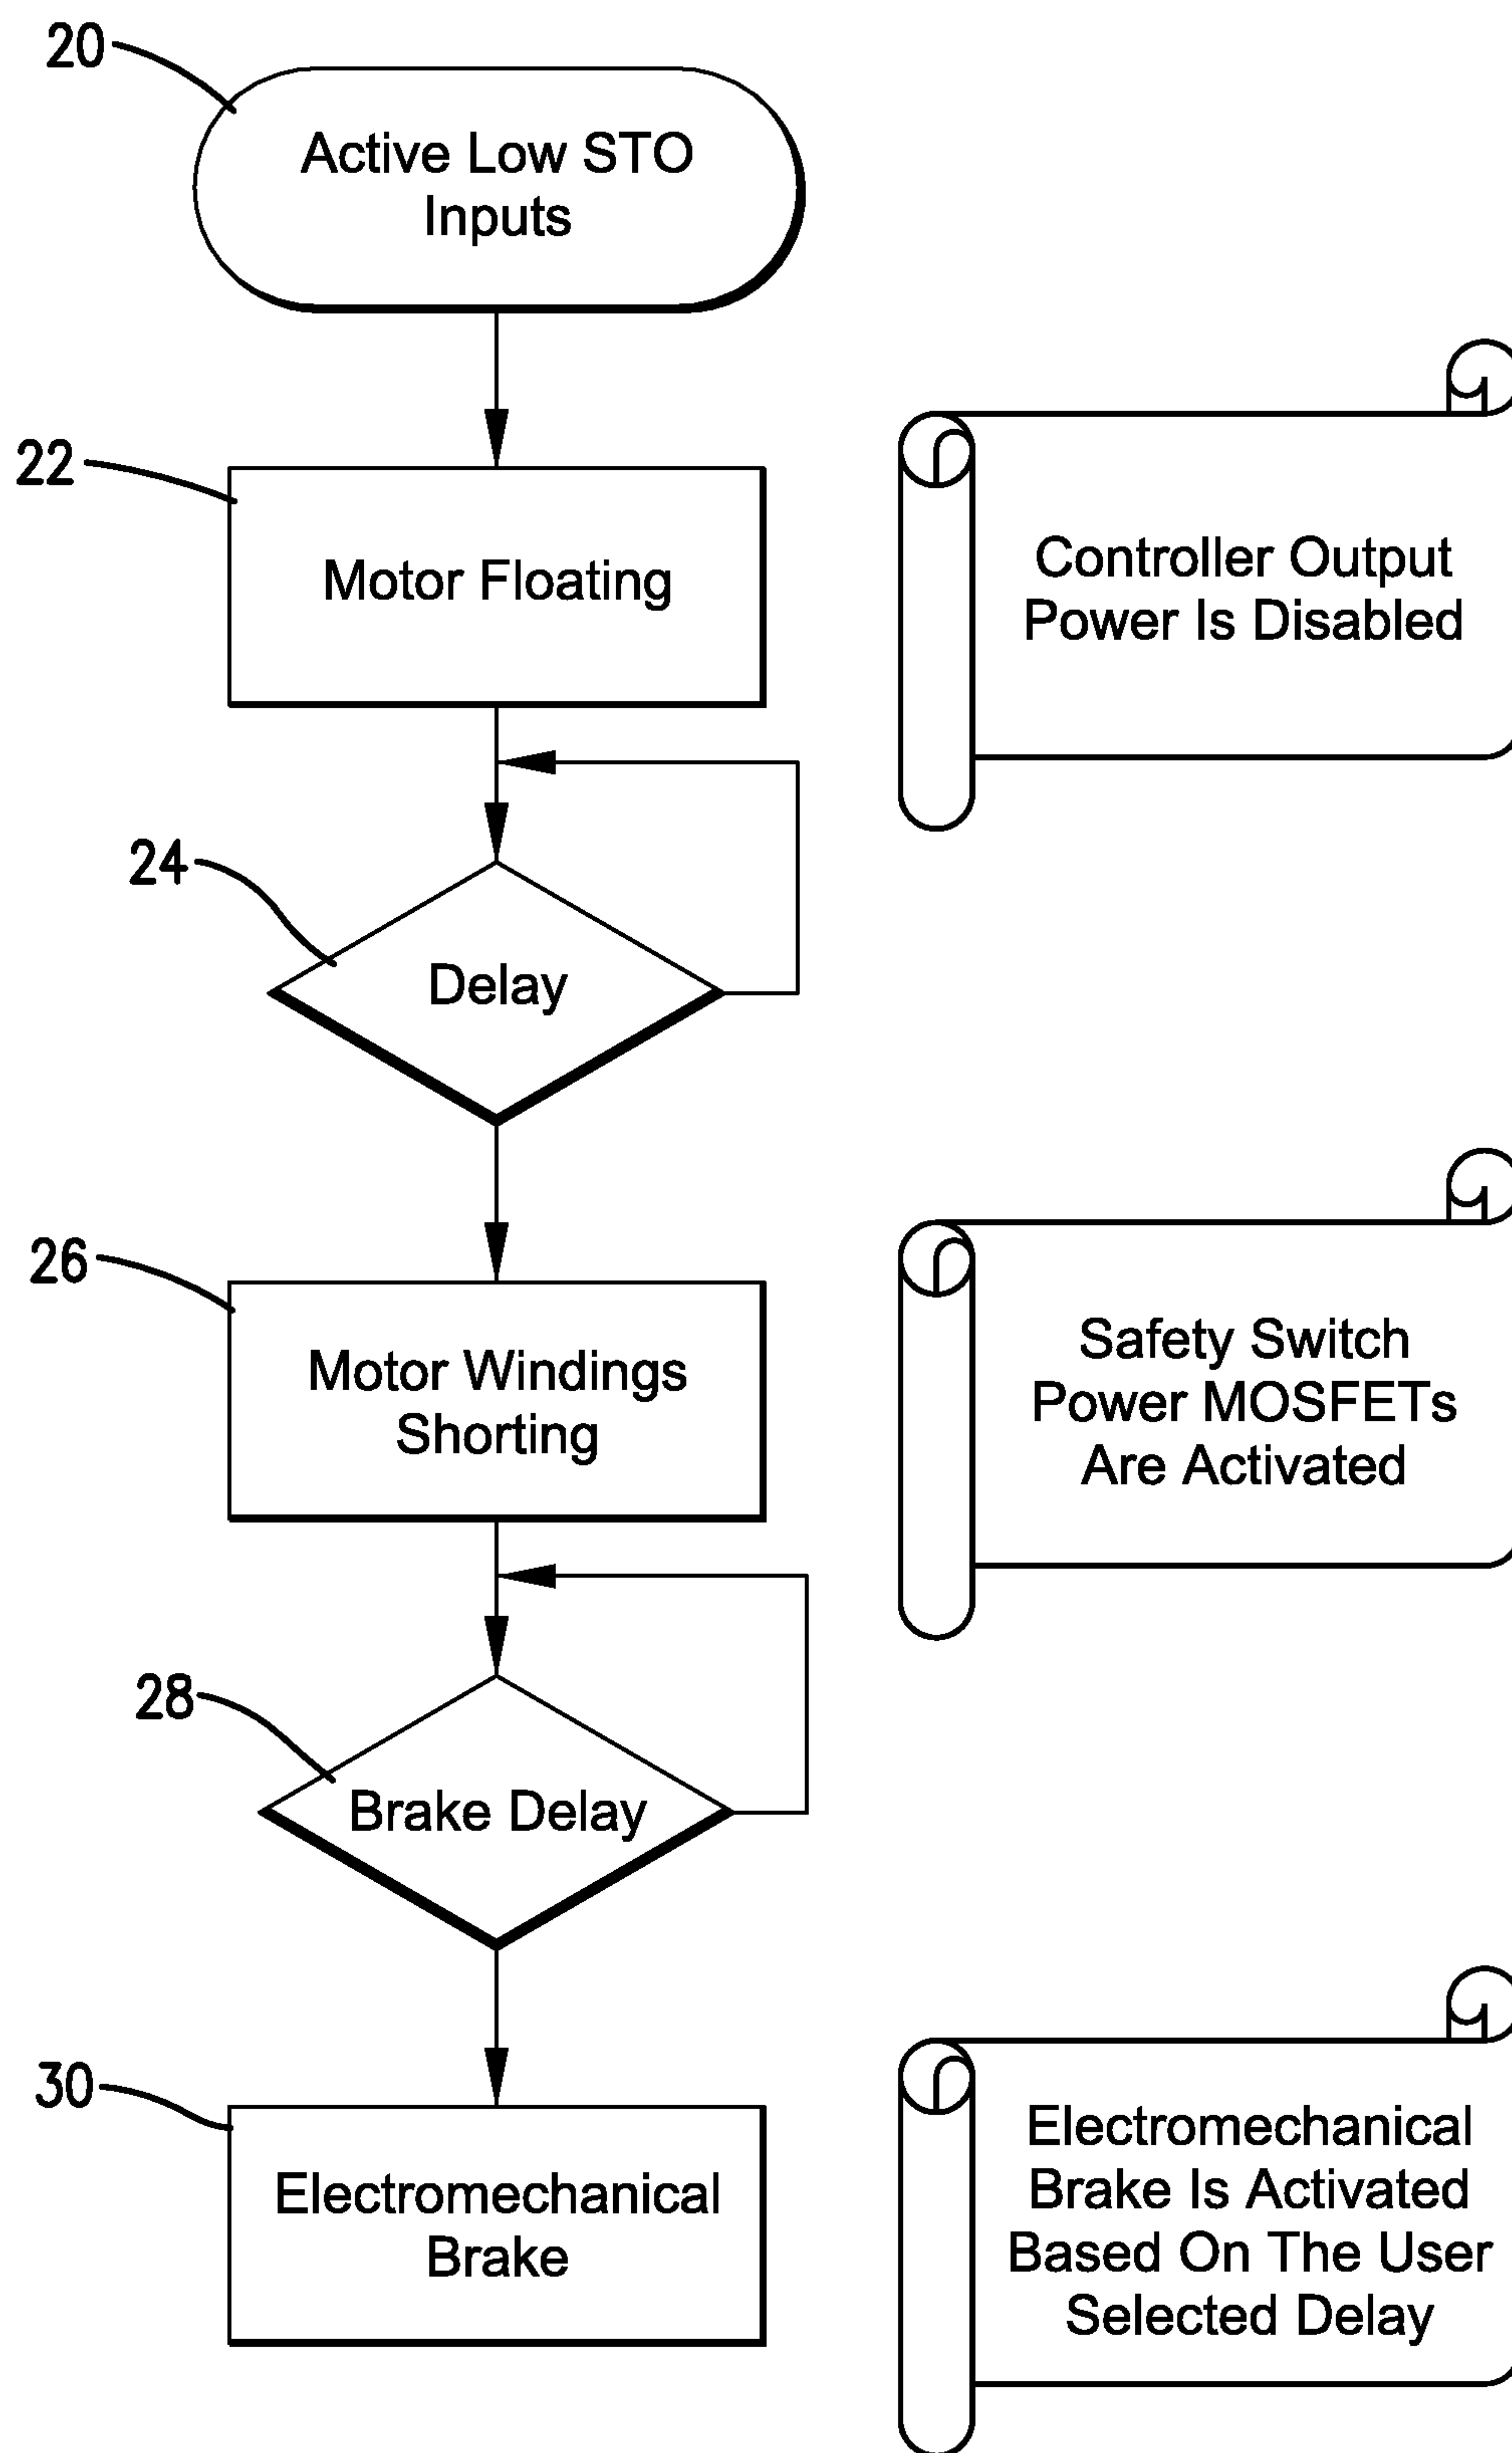 20
Active Low STO
Inputs
22
Motor Floating
Controller Output
Power Is Disabled
24
Delay
26
Motor Windings
Shorting
Safety Switch
Power MOSFETs
Are Activated
28
Brake Delay
30
Electromechanical
Brake
Electromechanical
Brake Is Activated
Based On The User
Selected Delay